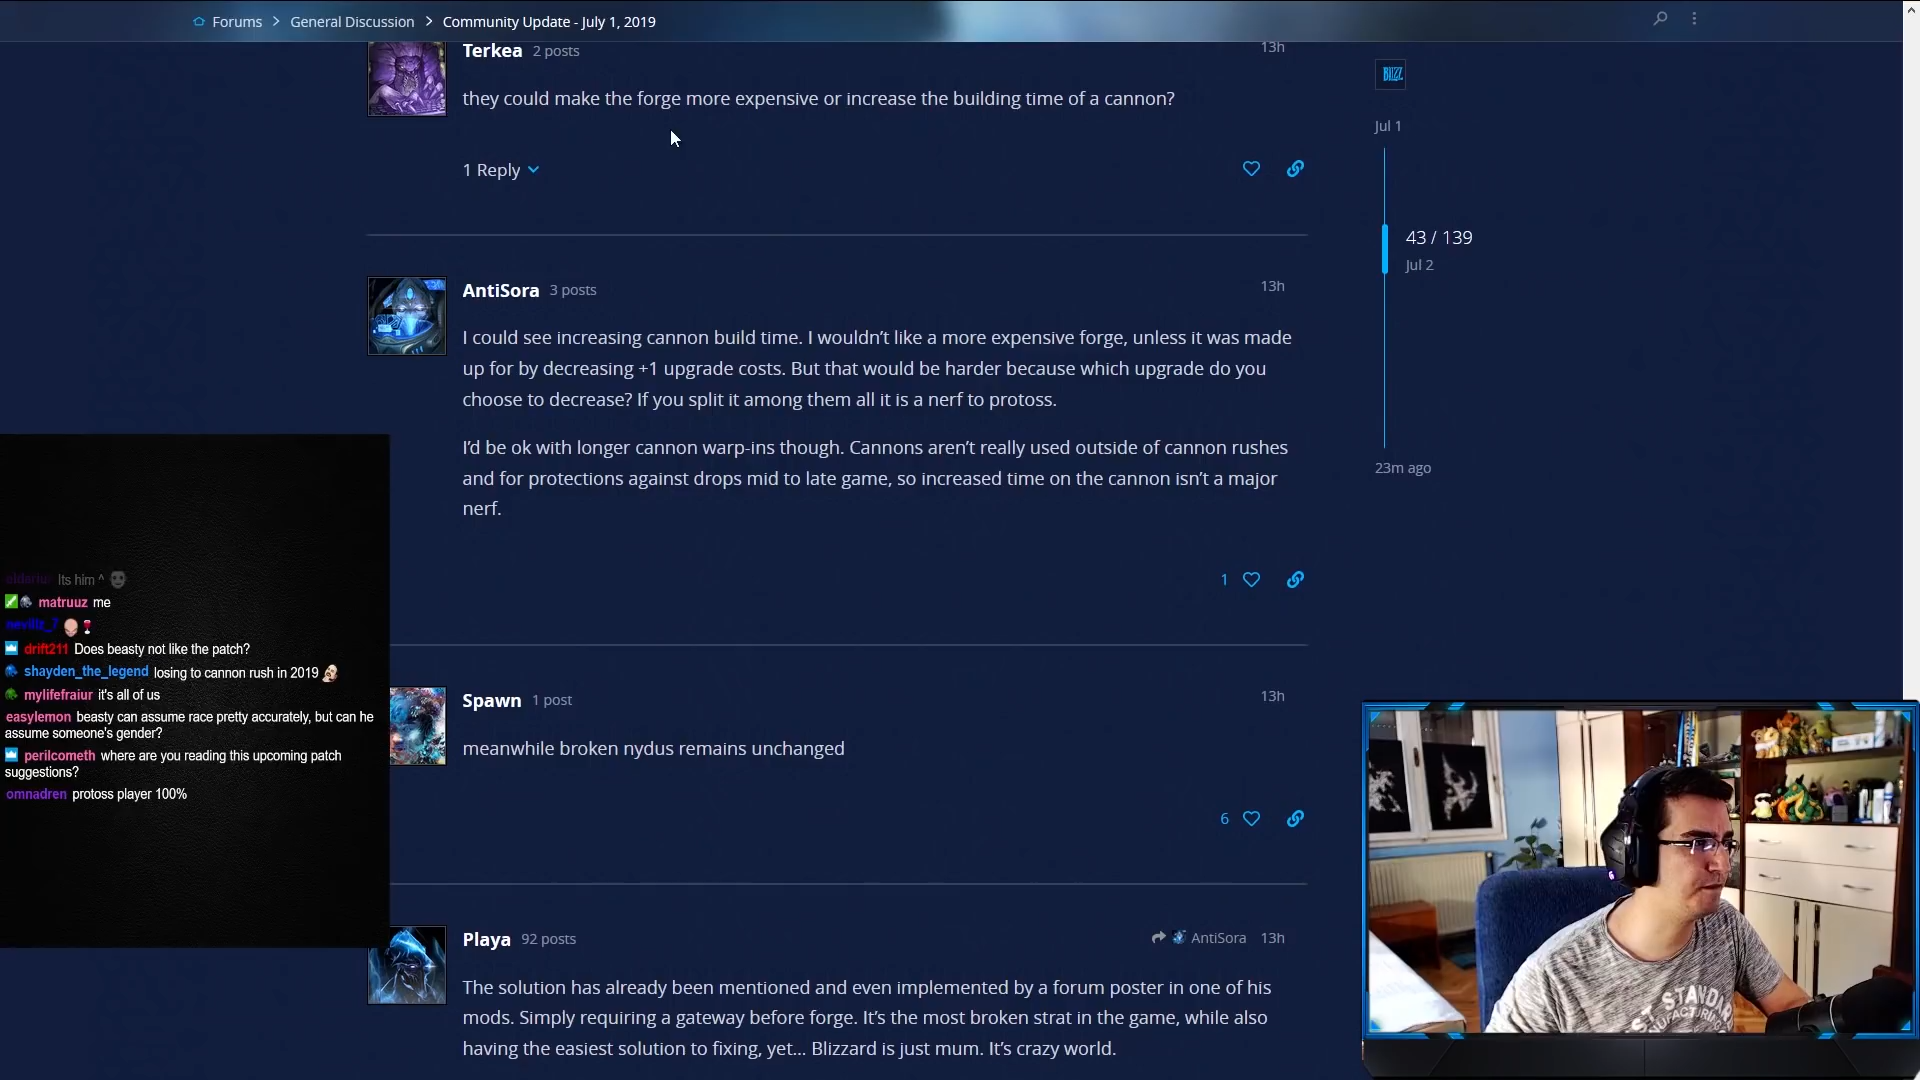 Forums > General Discussion > Community Update - July 1, 2019
Terkea 2 posts 13h
they could make the forge more expensive or increase the building time of a cannon?
1 Reply
BLIZZ
Jul 1
43 / 139
Jul 2
23m ago
AntiSora 3 posts 13h
I could see increasing cannon build time. I wouldn’t like a more expensive forge, unless it was made
up for by decreasing +1 upgrade costs. But that would be harder because which upgrade do you
choose to decrease? If you split it among them all it is a nerf to protoss.
I’d be ok with longer cannon warp-ins though. Cannons aren’t really used outside of cannon rushes
and for protections against drops mid to late game, so increased time on the cannon isn’t a major
nerf.
1
Spawn 1 post 13h
meanwhile broken nydus remains unchanged
6
Playa 92 posts AntiSora 13h
The solution has already been mentioned and even implemented by a forum poster in one of his
mods. Simply requiring a gateway before forge. It’s the most broken strat in the game, while also
having the easiest solution to fixing, yet… Blizzard is just mum. It’s crazy world.
Its him ^
matruuz me
drift211 Does beasty not like the patch?
shayden_the_legend losing to cannon rush in 2019
mylifefraiur it's all of us
easylemon beasty can assume race pretty accurately, but can he
assume someone's gender?
perilcometh where are you reading this upcoming patch
suggestions?
omnadren protoss player 100%